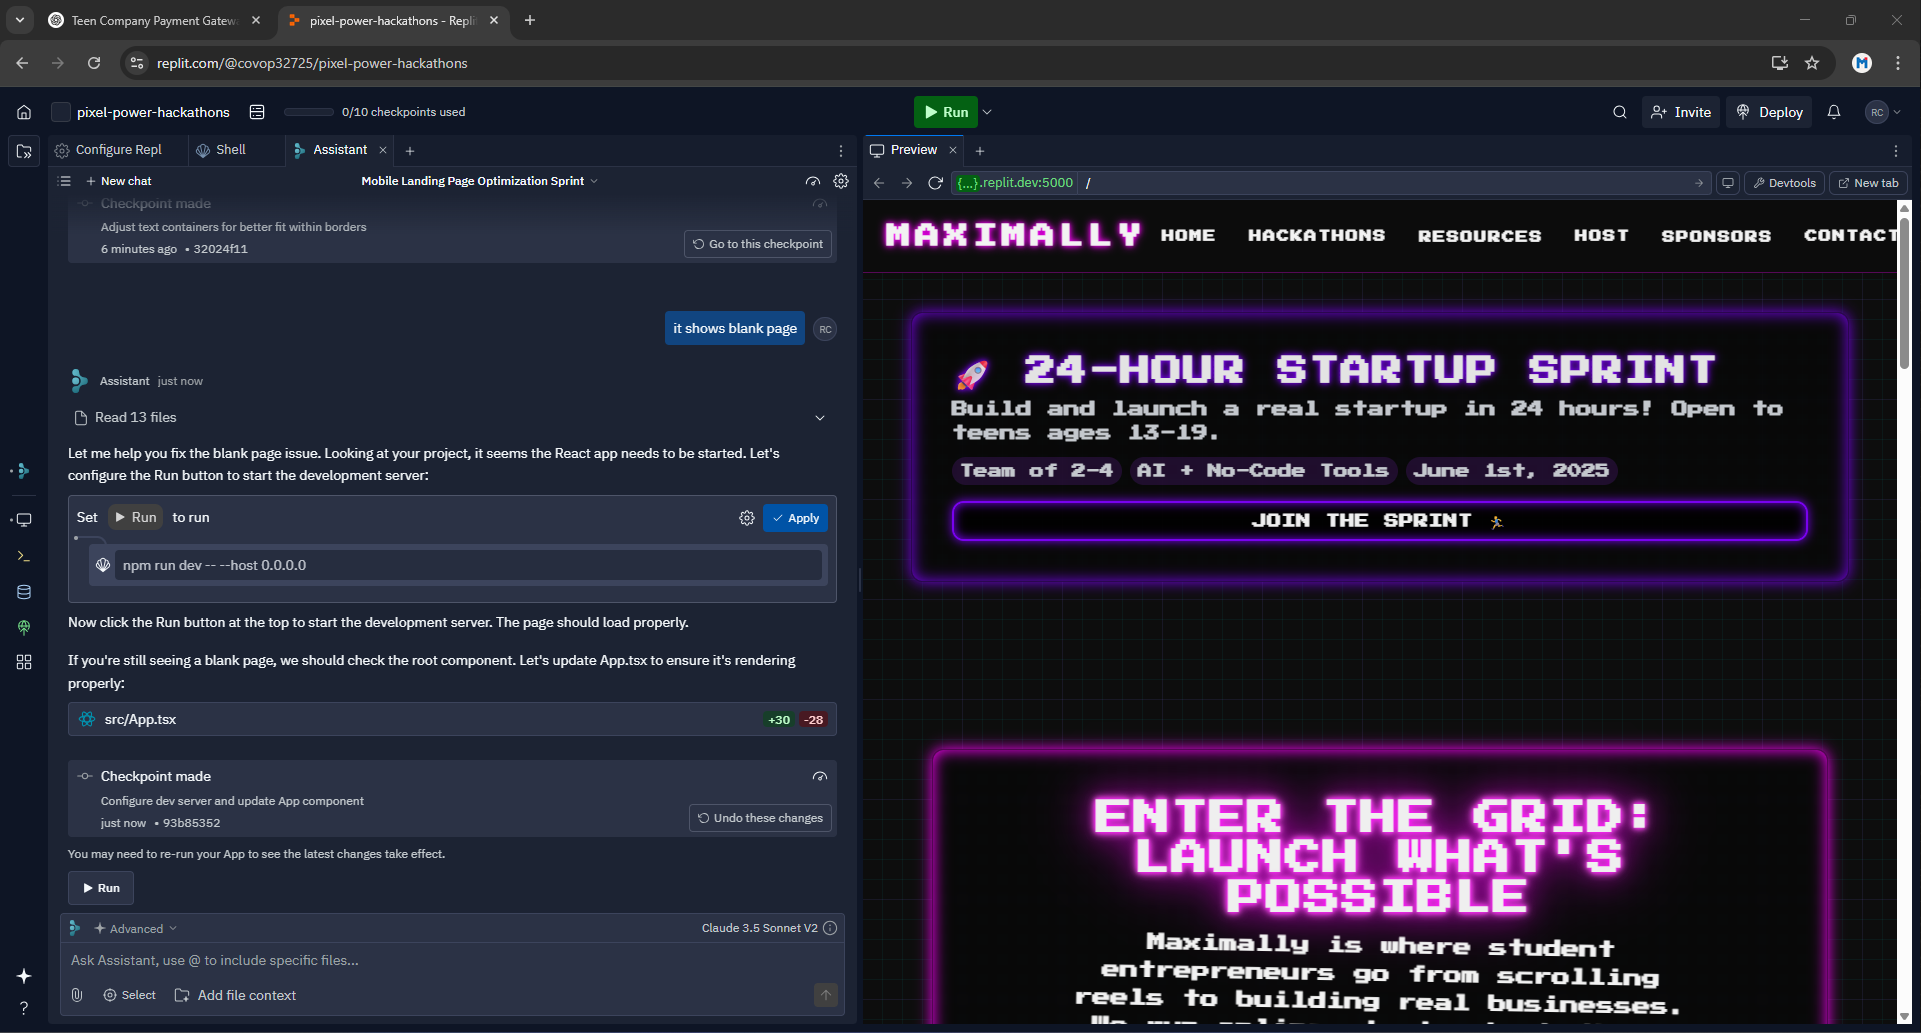 Teen Company Payment Gatew
pixel-power-hackathons - Repli
replit.com/@covop32725/pixel-power-hackathons
M
pixel-power-hackathons
0/10 checkpoints used
Run
Invite
Deploy
RC
Configure Repl
Shell
Assistant
New chat
Mobile Landing Page Optimization Sprint
Checkpoint made
Adjust text containers for better fit within borders
6 minutes ago • 32024f11
Go to this checkpoint
it shows blank page
RC
Assistant just now
Read 13 files
Let me help you fix the blank page issue. Looking at your project, it seems the React app needs to be started. Let's
configure the Run button to start the development server:
Set Run to run
Apply
npm run dev -- --host 0.0.0.0
Now click the Run button at the top to start the development server. The page should load properly.
If you're still seeing a blank page, we should check the root component. Let's update App.tsx to ensure it's rendering
properly:
src/App.tsx
+30 -28
Checkpoint made
Configure dev server and update App component
just now • 93b85352
Undo these changes
You may need to re-run your App to see the latest changes take effect.
Run
Advanced
Claude 3.5 Sonnet V2
Ask Assistant, use @ to include specific files...
Select
Add file context
?
Preview
{...}.replit.dev:5000 /
Devtools
New tab
MAXIMALLY HOME HACKATHONS RESOURCES HOST SPONSORS CONTACT
🚀 24-HOUR STARTUP SPRINT
Build and launch a real startup in 24 hours! Open to
teens ages 13-19.
Team of 2-4 AI + No-Code Tools June 1st, 2025
JOIN THE SPRINT 🏃
ENTER THE GRID:
LAUNCH WHAT'S
POSSIBLE
Maximally is where student
entrepreneurs go from scrolling
reels to building real businesses.